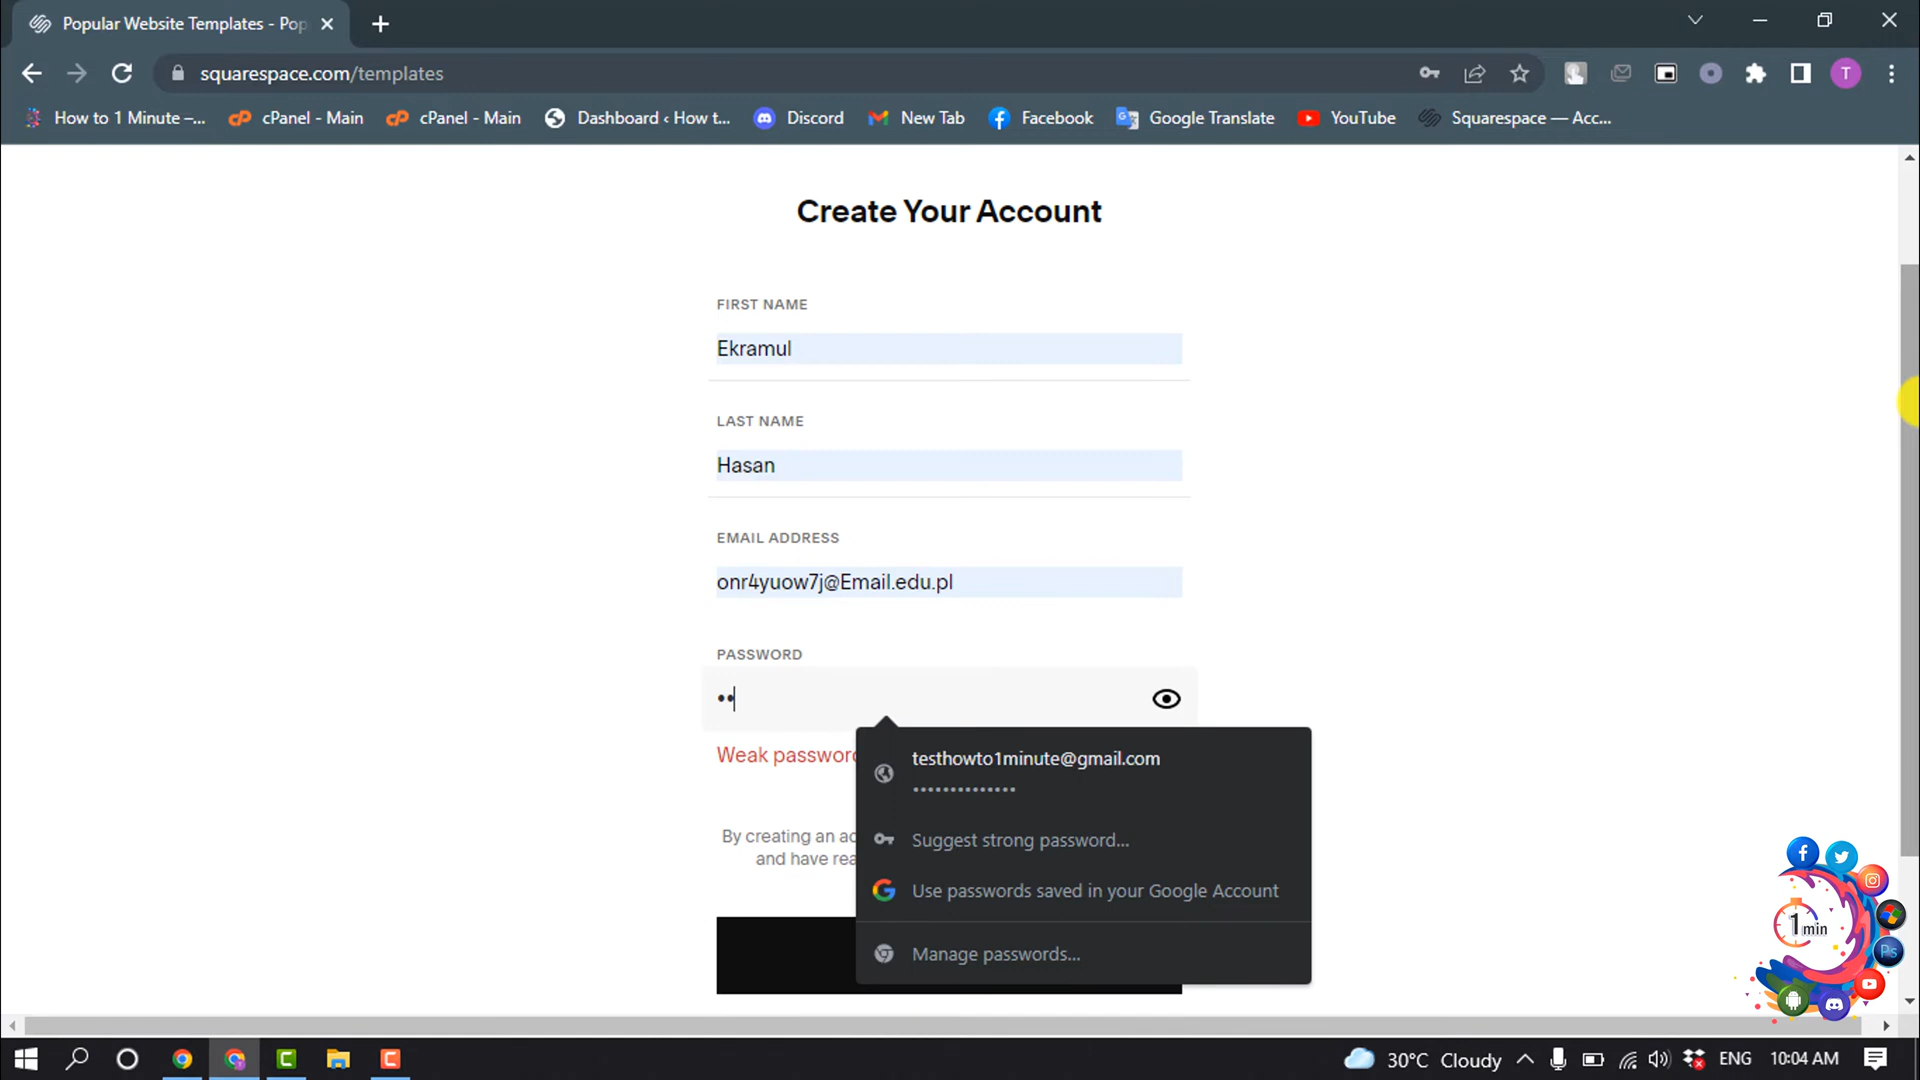 Popular Website Templates - Pop
squarespace.com/templates
T
How to 1 Minute –...
cPanel - Main
cPanel - Main
Dashboard ‹ How t...
Discord
New Tab
Facebook
Google Translate
YouTube
Squarespace — Acc...
Create Your Account
FIRST NAME
Ekramul
LAST NAME
Hasan
EMAIL ADDRESS
onr4yuow7j@Email.edu.pl
PASSWORD
••
Weak password
testhowto1minute@gmail.com
••••••••••••••
By creating an ac
and have rea
Suggest strong password...
Use passwords saved in your Google Account
Manage passwords...
1 min
Ps
30°C Cloudy
ENG
10:04 AM